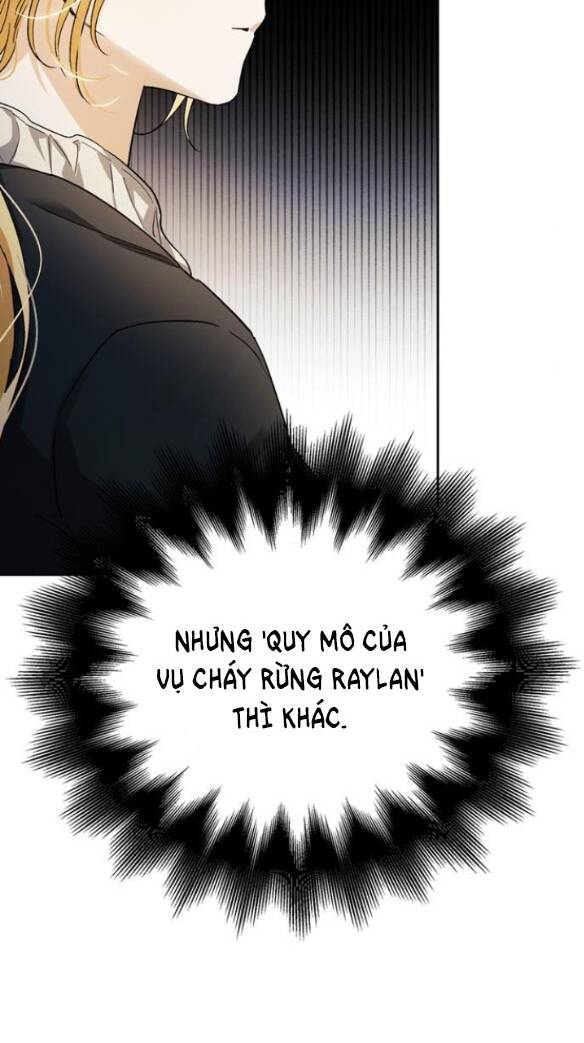 NHƯNG 'QUY MÔ CỦA
VỤ CHÁY RỪNG RAYLAN'
THÌ KHÁC.